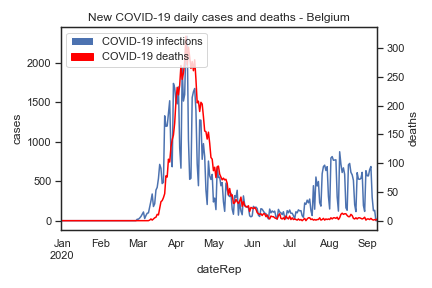 New COVID-19 daily cases and deaths - Belgium
COVID-19 infections
COVID-19 deaths
cases
2000
1500
1000
500
0
deaths
300
250
200
150
100
50
0
Jan Feb Mar Apr May Jun Jul Aug Sep
2020
dateRep